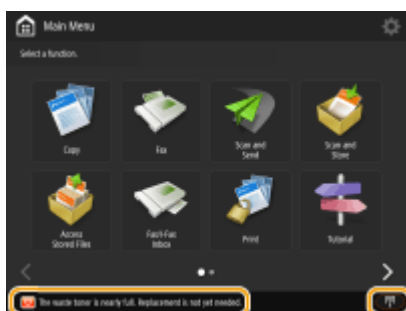 Main Menu
Select a function.
Copy
Fax
Scan and
Send
Scan and
Store
Access
Stored Files
Fax/I-Fax
Inbox
Print
Tutorial
The waste toner is nearly full. Replacement is not yet needed.